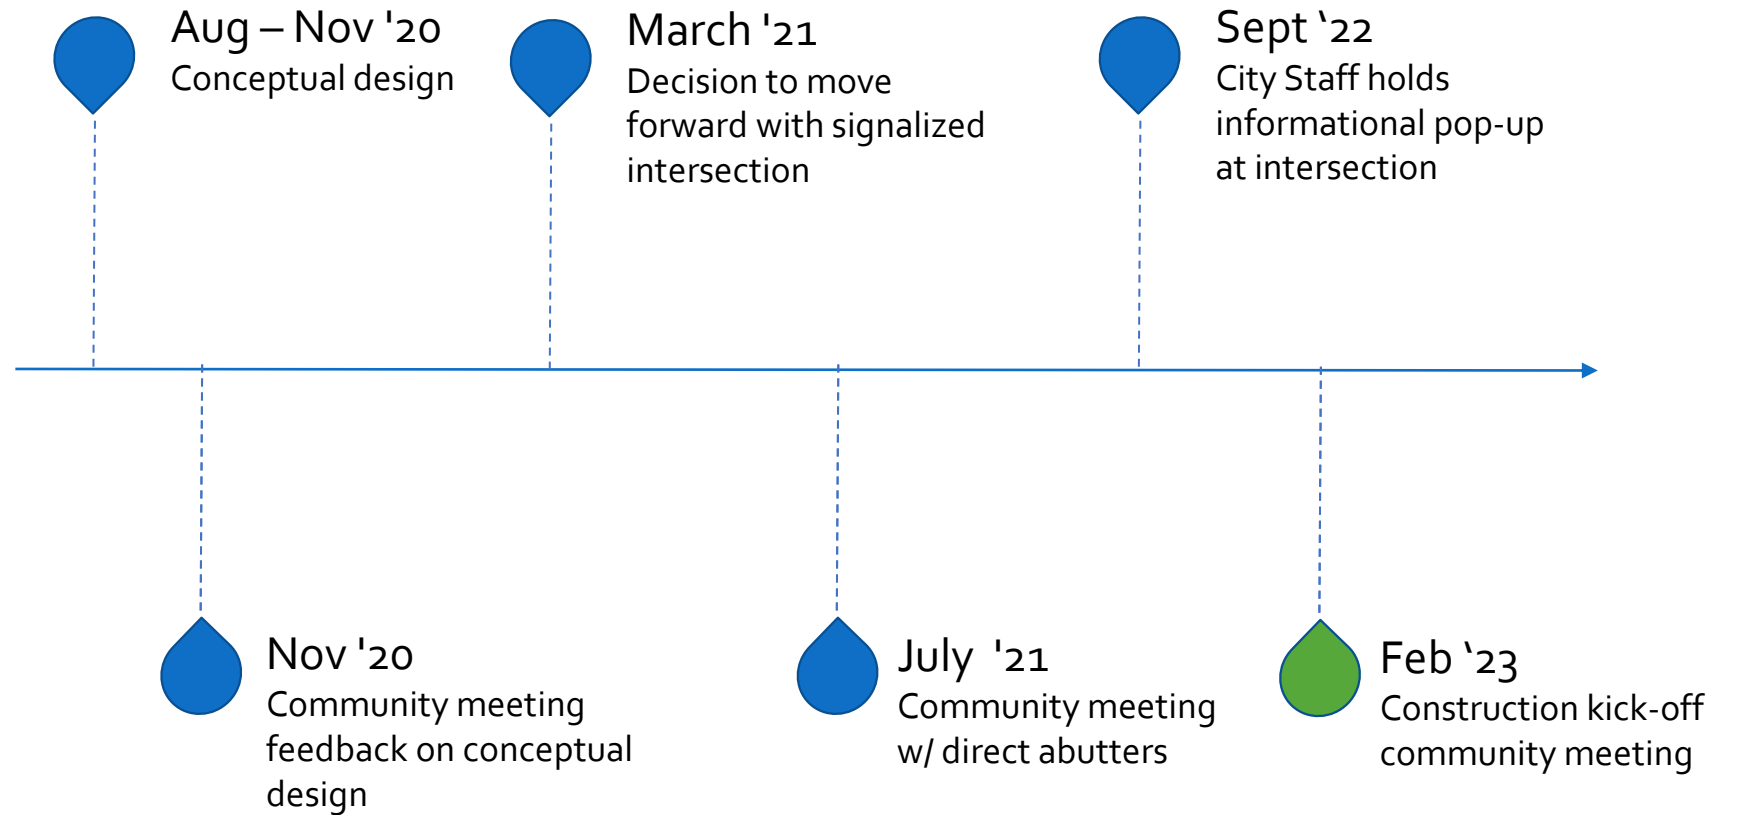 Aug – Nov '20
Conceptual design
March '21
Decision to move
forward with signalized
intersection
Sept ‘22
City Staff holds
informational pop-up
at intersection
Nov '20
Community meeting
feedback on conceptual
design
July  '21
Community meeting
w/ direct abutters
Feb ‘23
Construction kick-off
community meeting